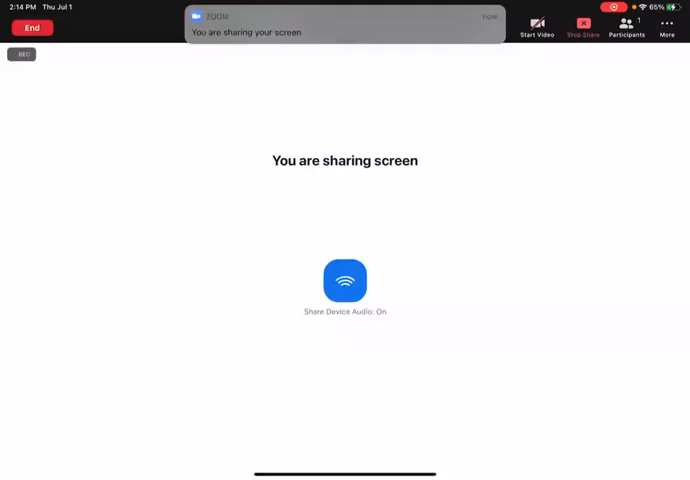 2:14 PM Thu Jul 1
65%
End
ZOOM
now
You are sharing your screen
Start Video
Stop Share
1
Participants
More
REC
You are sharing screen
Share Device Audio: On